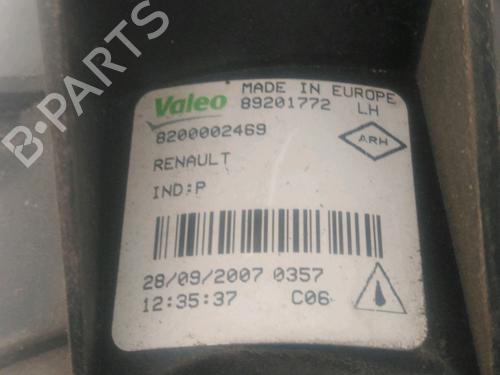 B-PARTS
Valeo
MADE IN EUROPE
89201772 LH
8200002469
ARH
RENAULT
IND:P
28/09/2007 0357
12:35:37 C06